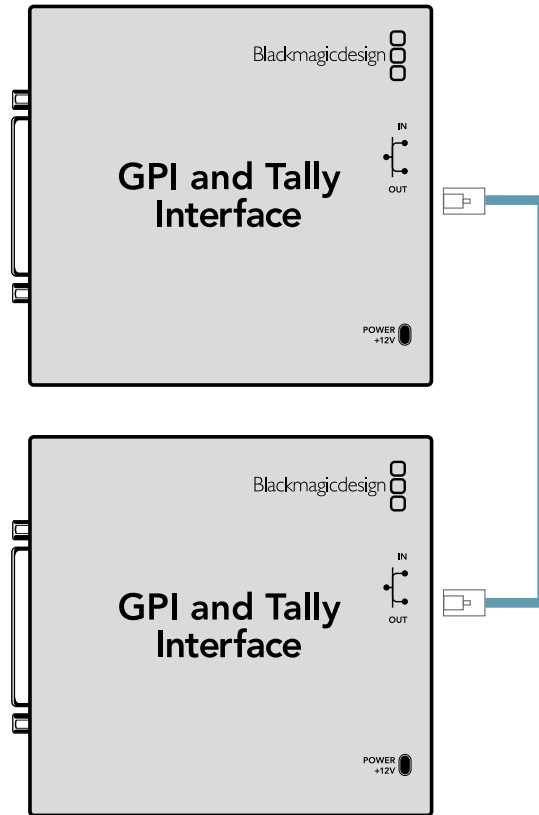 Blackmagicdesign
IN
OUT
GPI and Tally
Interface
POWER
+12V
Blackmagicdesign
IN
OUT
GPI and Tally
Interface
POWER
+12V